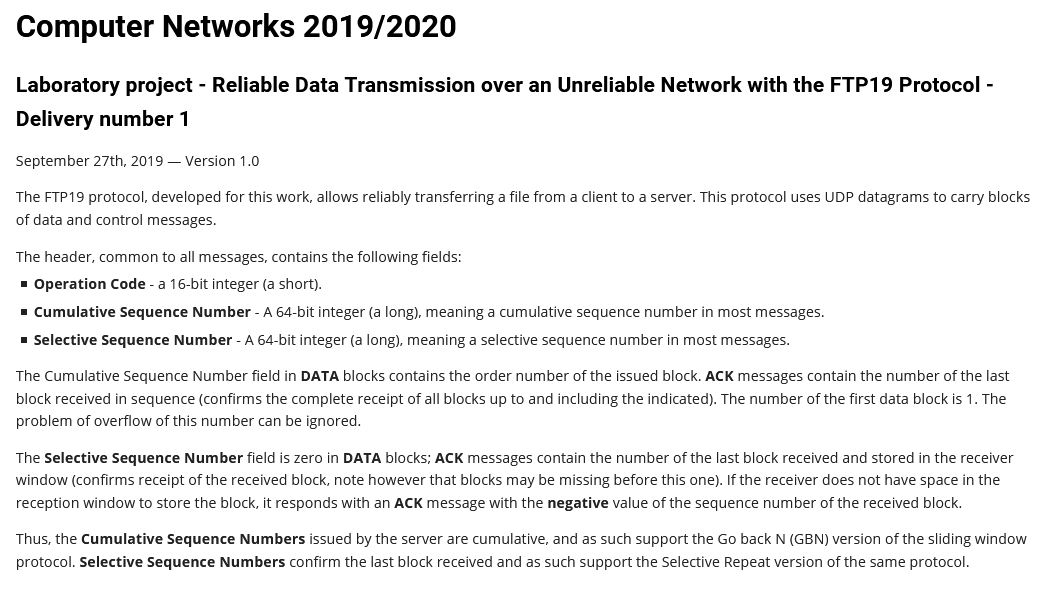 Computer Networks 2019/2020
Laboratory project - Reliable Data Transmission over an Unreliable Network with the FTP19 Protocol -
Delivery number 1
September 27th, 2019 — Version 1.0
The FTP19 protocol, developed for this work, allows reliably transferring a file from a client to a server. This protocol uses UDP datagrams to carry blocks
of data and control messages.
The header, common to all messages, contains the following fields:
▪ Operation Code - a 16-bit integer (a short).
▪ Cumulative Sequence Number - A 64-bit integer (a long), meaning a cumulative sequence number in most messages.
▪ Selective Sequence Number - A 64-bit integer (a long), meaning a selective sequence number in most messages.
The Cumulative Sequence Number field in DATA blocks contains the order number of the issued block. ACK messages contain the number of the last
block received in sequence (confirms the complete receipt of all blocks up to and including the indicated). The number of the first data block is 1. The
problem of overflow of this number can be ignored.
The Selective Sequence Number field is zero in DATA blocks; ACK messages contain the number of the last block received and stored in the receiver
window (confirms receipt of the received block, note however that blocks may be missing before this one). If the receiver does not have space in the
reception window to store the block, it responds with an ACK message with the negative value of the sequence number of the received block.
Thus, the Cumulative Sequence Numbers issued by the server are cumulative, and as such support the Go back N (GBN) version of the sliding window
protocol. Selective Sequence Numbers confirm the last block received and as such support the Selective Repeat version of the same protocol.